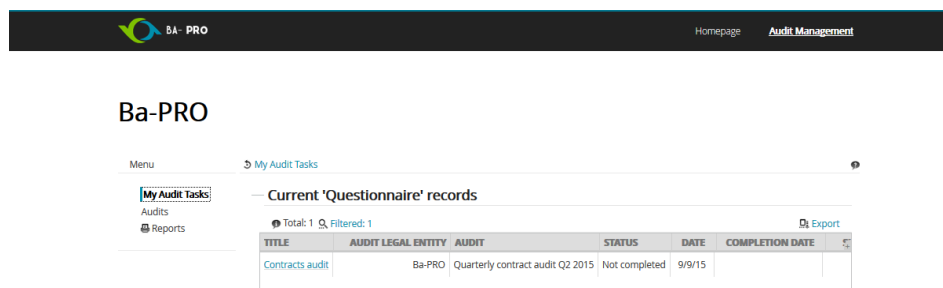 BA- PRO
Homepage Audit Management
Ba-PRO
Menu My Audit Tasks
My Audit Tasks Current 'Questionnaire' records
Audits
Reports Total: 1 Filtered: 1 Export
TITLE AUDIT LEGAL ENTITY AUDIT STATUS DATE COMPLETION DATE
Contracts audit Ba-PRO Quarterly contract audit Q2 2015 Not completed 9/9/15